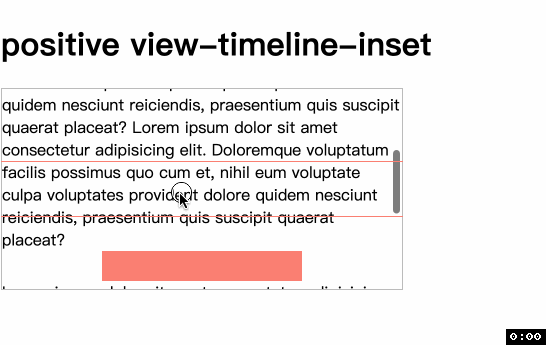 positive view-timeline-inset
quidem nesciunt reiciendis, praesentium quis suscipit
quaerat placeat? Lorem ipsum dolor sit amet
consectetur adipisicing elit. Doloremque voluptatum
facilis possimus quo cum et, nihil eum voluptate
culpa voluptates provident dolore quidem nesciunt
reiciendis, praesentium quis suscipit quaerat
placeat?
0:00